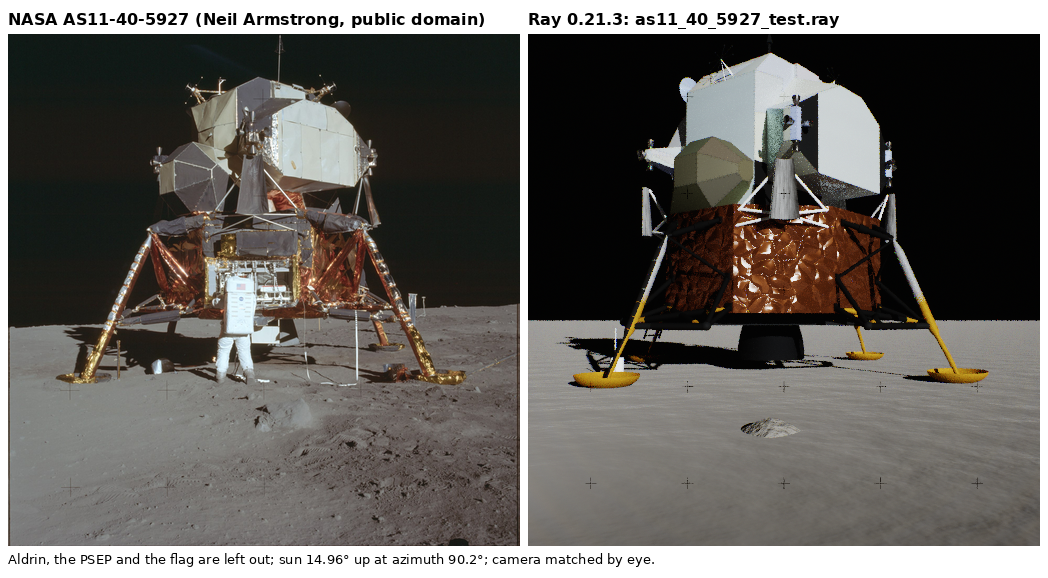 NASA AS11-40-5927 (Neil Armstrong, public domain)
Ray 0.21.3: as11_40_5927_test.ray
Aldrin, the PSEP and the flag are left out; sun 14.96° up at azimuth 90.2°; camera matched by eye.